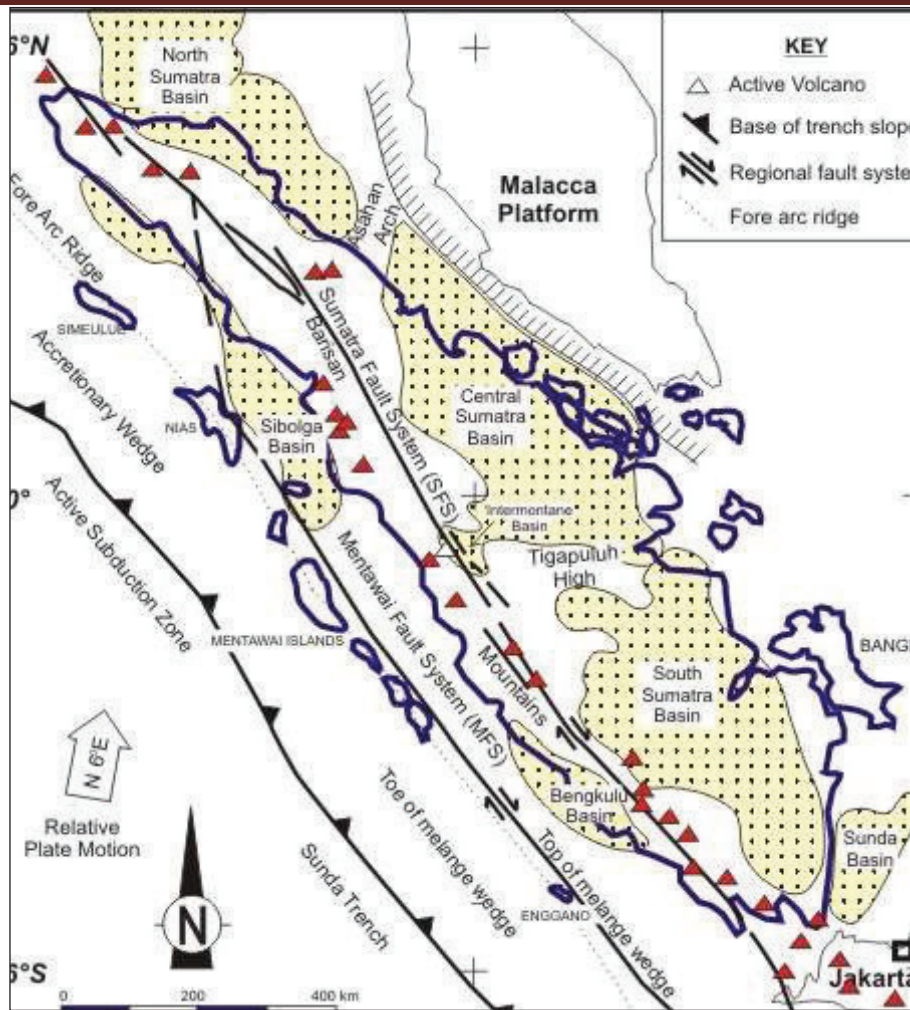 6°N
North
Sumatra
Basin
KEY
Active Volcano
Base of trench slope
Regional fault system
Fore arc ridge
Malacca
Platform
Asahan
Arch
Fore Arc Ridge
SIMEULUE
Accretionary Wedge
NIAS
Sibolga
Basin
Barisan
Sumatra Fault System (SFS)
Central
Sumatra
Basin
0°
Intermontane
Basin
Tigapuluh
High
Active Subduction Zone
MENTAWAI ISLANDS
Mentawai Fault System (MFS)
Mountains
South
Sumatra
Basin
BANG
N 6°E
Relative
Plate Motion
Bengkulu
Basin
Sunda
Basin
Toe of melange wedge
Top of melange wedge
Sunda Trench
ENGGANO
N
6°S
Jakarta
0 200 400 km